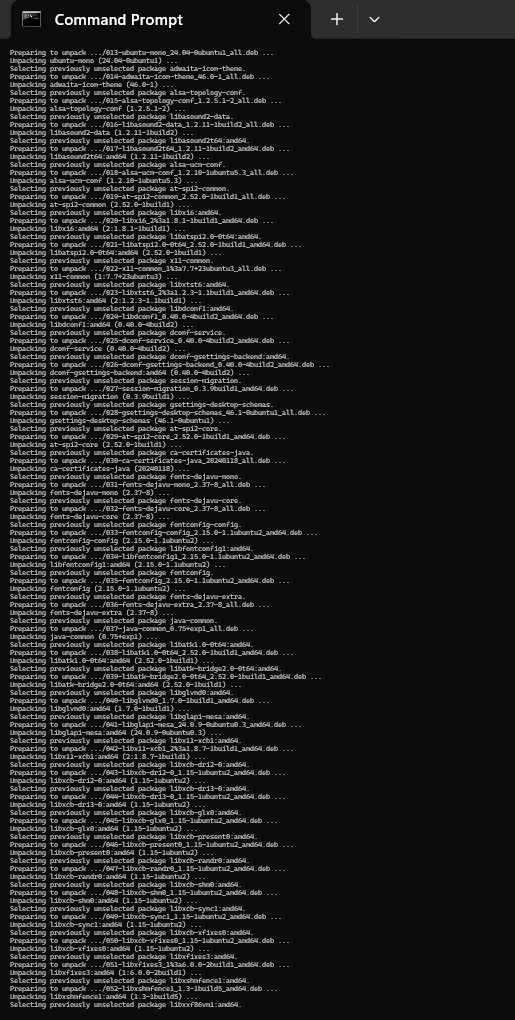 Command Prompt
Preparing to unpack .../013-ubuntu-mono_24.04-0ubuntu1_all.deb ...
Unpacking ubuntu-mono (24.04-0ubuntu1) ...
Selecting previously unselected package adwaita-icon-theme.
Preparing to unpack .../014-adwaita-icon-theme_46.0-1_all.deb ...
Unpacking adwaita-icon-theme (46.0-1) ...
Selecting previously unselected package alsa-topology-conf.
Preparing to unpack .../015-alsa-topology-conf_1.2.5.1-2_all.deb ...
Unpacking alsa-topology-conf (1.2.5.1-2) ...
Selecting previously unselected package libasound2-data.
Preparing to unpack .../016-libasound2-data_1.2.11-1build2_all.deb ...
Unpacking libasound2-data (1.2.11-1build2) ...
Selecting previously unselected package libasound2t64:amd64.
Preparing to unpack .../017-libasound2t64_1.2.11-1build2_amd64.deb ...
Unpacking libasound2t64:amd64 (1.2.11-1build2) ...
Selecting previously unselected package alsa-ucm-conf.
Preparing to unpack .../018-alsa-ucm-conf_1.2.10-1ubuntu5.3_all.deb ...
Unpacking alsa-ucm-conf (1.2.10-1ubuntu5.3) ...
Selecting previously unselected package at-spi2-common.
Preparing to unpack .../019-at-spi2-common_2.52.0-1build1_all.deb ...
Unpacking at-spi2-common (2.52.0-1build1) ...
Selecting previously unselected package libxi6:amd64.
Preparing to unpack .../020-libxi6_2%3a1.8.1-1build1_amd64.deb ...
Unpacking libxi6:amd64 (2:1.8.1-1build1) ...
Selecting previously unselected package libatspi2.0-0t64:amd64.
Preparing to unpack .../021-libatspi2.0-0t64_2.52.0-1build1_amd64.deb ...
Unpacking libatspi2.0-0t64:amd64 (2.52.0-1build1) ...
Selecting previously unselected package x11-common.
Preparing to unpack .../022-x11-common_1%3a7.7+23ubuntu3_all.deb ...
Unpacking x11-common (1:7.7+23ubuntu3) ...
Selecting previously unselected package libxtst6:amd64.
Preparing to unpack .../023-libxtst6_2%3a1.2.3-1.1build1_amd64.deb ...
Unpacking libxtst6:amd64 (2:1.2.3-1.1build1) ...
Selecting previously unselected package libdconf1:amd64.
Preparing to unpack .../024-libdconf1_0.40.0-4build2_amd64.deb ...
Unpacking libdconf1:amd64 (0.40.0-4build2) ...
Selecting previously unselected package dconf-service.
Preparing to unpack .../025-dconf-service_0.40.0-4build2_amd64.deb ...
Unpacking dconf-service (0.40.0-4build2) ...
Selecting previously unselected package dconf-gsettings-backend:amd64.
Preparing to unpack .../026-dconf-gsettings-backend_0.40.0-4build2_amd64.deb ...
Unpacking dconf-gsettings-backend:amd64 (0.40.0-4build2) ...
Selecting previously unselected package session-migration.
Preparing to unpack .../027-session-migration_0.3.9build1_amd64.deb ...
Unpacking session-migration (0.3.9build1) ...
Selecting previously unselected package gsettings-desktop-schemas.
Preparing to unpack .../028-gsettings-desktop-schemas_46.1-0ubuntu1_all.deb ...
Unpacking gsettings-desktop-schemas (46.1-0ubuntu1) ...
Selecting previously unselected package at-spi2-core.
Preparing to unpack .../029-at-spi2-core_2.52.0-1build1_amd64.deb ...
Unpacking at-spi2-core (2.52.0-1build1) ...
Selecting previously unselected package ca-certificates-java.
Preparing to unpack .../030-ca-certificates-java_20240118_all.deb ...
Unpacking ca-certificates-java (20240118) ...
Selecting previously unselected package fonts-dejavu-mono.
Preparing to unpack .../031-fonts-dejavu-mono_2.37-8_all.deb ...
Unpacking fonts-dejavu-mono (2.37-8) ...
Selecting previously unselected package fonts-dejavu-core.
Preparing to unpack .../032-fonts-dejavu-core_2.37-8_all.deb ...
Unpacking fonts-dejavu-core (2.37-8) ...
Selecting previously unselected package fontconfig-config.
Preparing to unpack .../033-fontconfig-config_2.15.0-1.1ubuntu2_amd64.deb ...
Unpacking fontconfig-config (2.15.0-1.1ubuntu2) ...
Selecting previously unselected package libfontconfig1:amd64.
Preparing to unpack .../034-libfontconfig1_2.15.0-1.1ubuntu2_amd64.deb ...
Unpacking libfontconfig1:amd64 (2.15.0-1.1ubuntu2) ...
Selecting previously unselected package fontconfig.
Preparing to unpack .../035-fontconfig_2.15.0-1.1ubuntu2_amd64.deb ...
Unpacking fontconfig (2.15.0-1.1ubuntu2) ...
Selecting previously unselected package fonts-dejavu-extra.
Preparing to unpack .../036-fonts-dejavu-extra_2.37-8_all.deb ...
Unpacking fonts-dejavu-extra (2.37-8) ...
Selecting previously unselected package java-common.
Preparing to unpack .../037-java-common_0.75+exp1_all.deb ...
Unpacking java-common (0.75+exp1) ...
Selecting previously unselected package libatk1.0-0t64:amd64.
Preparing to unpack .../038-libatk1.0-0t64_2.52.0-1build1_amd64.deb ...
Unpacking libatk1.0-0t64:amd64 (2.52.0-1build1) ...
Selecting previously unselected package libatk-bridge2.0-0t64:amd64.
Preparing to unpack .../039-libatk-bridge2.0-0t64_2.52.0-1build1_amd64.deb ...
Unpacking libatk-bridge2.0-0t64:amd64 (2.52.0-1build1) ...
Selecting previously unselected package libglvnd0:amd64.
Preparing to unpack .../040-libglvnd0_1.7.0-1build1_amd64.deb ...
Unpacking libglvnd0:amd64 (1.7.0-1build1) ...
Selecting previously unselected package libglapi-mesa:amd64.
Preparing to unpack .../041-libglapi-mesa_24.0.9-0ubuntu0.3_amd64.deb ...
Unpacking libglapi-mesa:amd64 (24.0.9-0ubuntu0.3) ...
Selecting previously unselected package libx11-xcb1:amd64.
Preparing to unpack .../042-libx11-xcb1_2%3a1.8.7-1build1_amd64.deb ...
Unpacking libx11-xcb1:amd64 (2:1.8.7-1build1) ...
Selecting previously unselected package libxcb-dri2-0:amd64.
Preparing to unpack .../043-libxcb-dri2-0_1.15-1ubuntu2_amd64.deb ...
Unpacking libxcb-dri2-0:amd64 (1.15-1ubuntu2) ...
Selecting previously unselected package libxcb-dri3-0:amd64.
Preparing to unpack .../044-libxcb-dri3-0_1.15-1ubuntu2_amd64.deb ...
Unpacking libxcb-dri3-0:amd64 (1.15-1ubuntu2) ...
Selecting previously unselected package libxcb-glx0:amd64.
Preparing to unpack .../045-libxcb-glx0_1.15-1ubuntu2_amd64.deb ...
Unpacking libxcb-glx0:amd64 (1.15-1ubuntu2) ...
Selecting previously unselected package libxcb-present0:amd64.
Preparing to unpack .../046-libxcb-present0_1.15-1ubuntu2_amd64.deb ...
Unpacking libxcb-present0:amd64 (1.15-1ubuntu2) ...
Selecting previously unselected package libxcb-randr0:amd64.
Preparing to unpack .../047-libxcb-randr0_1.15-1ubuntu2_amd64.deb ...
Unpacking libxcb-randr0:amd64 (1.15-1ubuntu2) ...
Selecting previously unselected package libxcb-shm0:amd64.
Preparing to unpack .../048-libxcb-shm0_1.15-1ubuntu2_amd64.deb ...
Unpacking libxcb-shm0:amd64 (1.15-1ubuntu2) ...
Selecting previously unselected package libxcb-sync1:amd64.
Preparing to unpack .../049-libxcb-sync1_1.15-1ubuntu2_amd64.deb ...
Unpacking libxcb-sync1:amd64 (1.15-1ubuntu2) ...
Selecting previously unselected package libxcb-xfixes0:amd64.
Preparing to unpack .../050-libxcb-xfixes0_1.15-1ubuntu2_amd64.deb ...
Unpacking libxcb-xfixes0:amd64 (1.15-1ubuntu2) ...
Selecting previously unselected package libxfixes3:amd64.
Preparing to unpack .../051-libxfixes3_1%3a6.0.0-2build1_amd64.deb ...
Unpacking libxfixes3:amd64 (1:6.0.0-2build1) ...
Selecting previously unselected package libxshmfence1:amd64.
Preparing to unpack .../052-libxshmfence1_1.3-1build5_amd64.deb ...
Unpacking libxshmfence1:amd64 (1.3-1build5) ...
Selecting previously unselected package libxxf86vm1:amd64.